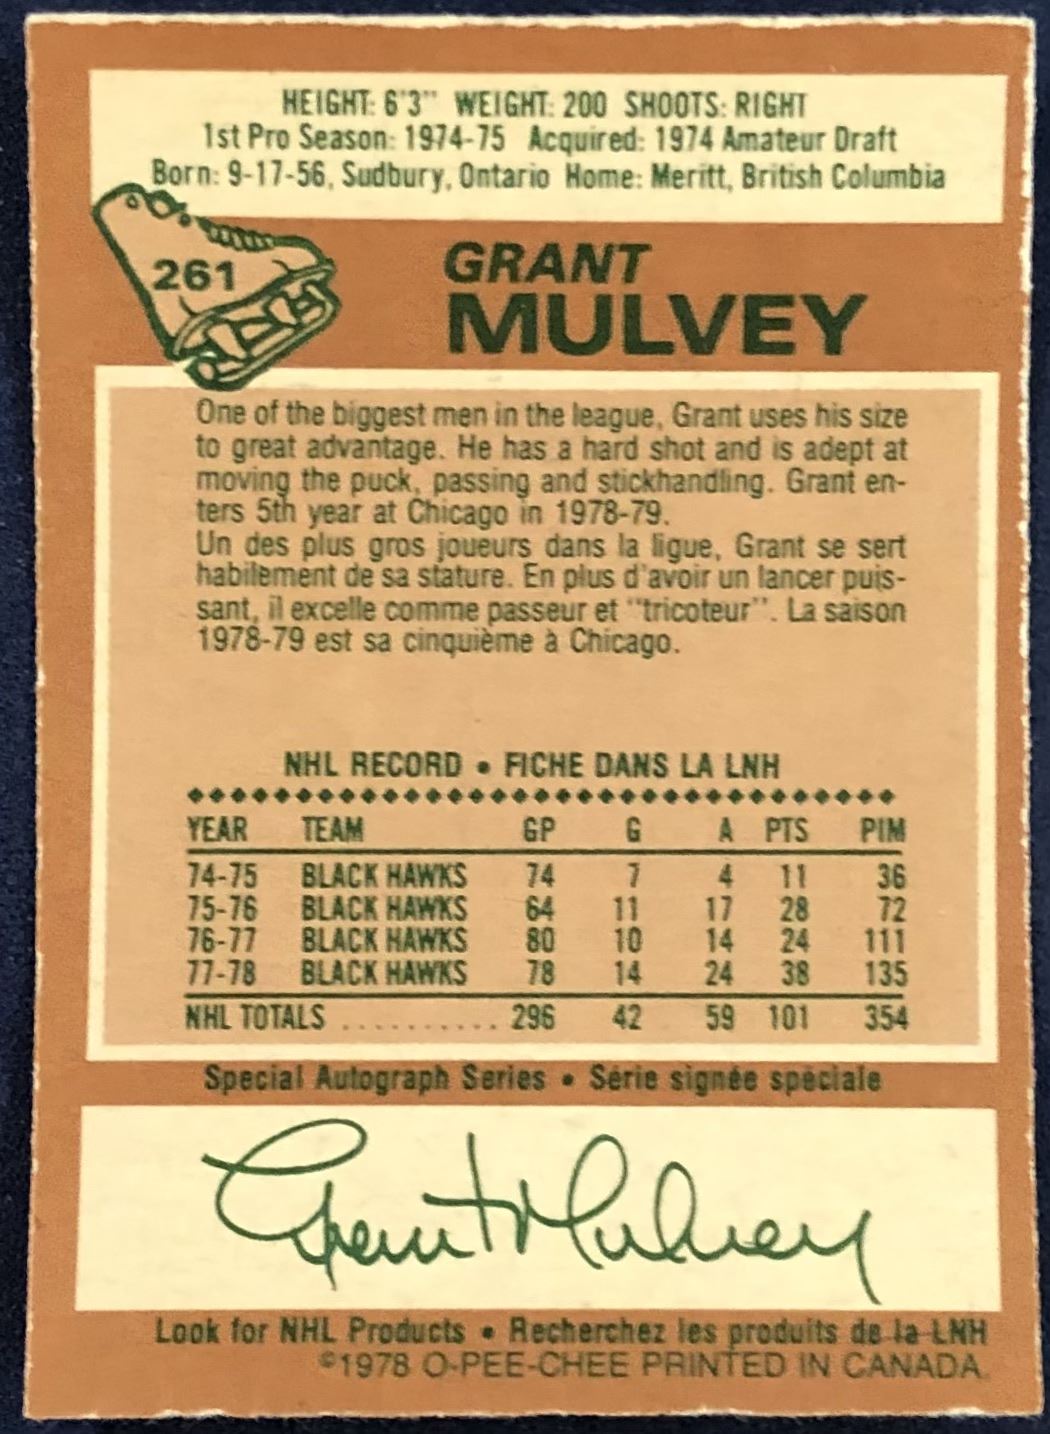 HEIGHT: 6'3" WEIGHT: 200 SHOOTS: RIGHT
1st Pro Season: 1974-75 Acquired: 1974 Amateur Draft
Born: 9-17-56, Sudbury, Ontario Home: Meritt, British Columbia
261
GRANT
MULVEY
One of the biggest men in the league, Grant uses his size
to great advantage. He has a hard shot and is adept at
moving the puck, passing and stickhandling. Grant en-
ters 5th year at Chicago in 1978-79.
Un des plus gros joueurs dans la ligue, Grant se sert
habilement de sa stature. En plus d'avoir un lancer puis-
sant, il excelle comme passeur et "tricoteur". La saison
1978-79 est sa cinquième à Chicago.
NHL RECORD • FICHE DANS LA LNH
YEAR TEAM GP G A PTS PIM
74-75 BLACK HAWKS 74 7 4 11 36
75-76 BLACK HAWKS 64 11 17 28 72
76-77 BLACK HAWKS 80 10 14 24 111
77-78 BLACK HAWKS 78 14 24 38 135
NHL TOTALS .......... 296 42 59 101 354
Special Autograph Series • Série signée spéciale
Grant Mulvey
Look for NHL Products • Recherchez les produits de la LNH
©1978 O-PEE-CHEE PRINTED IN CANADA.